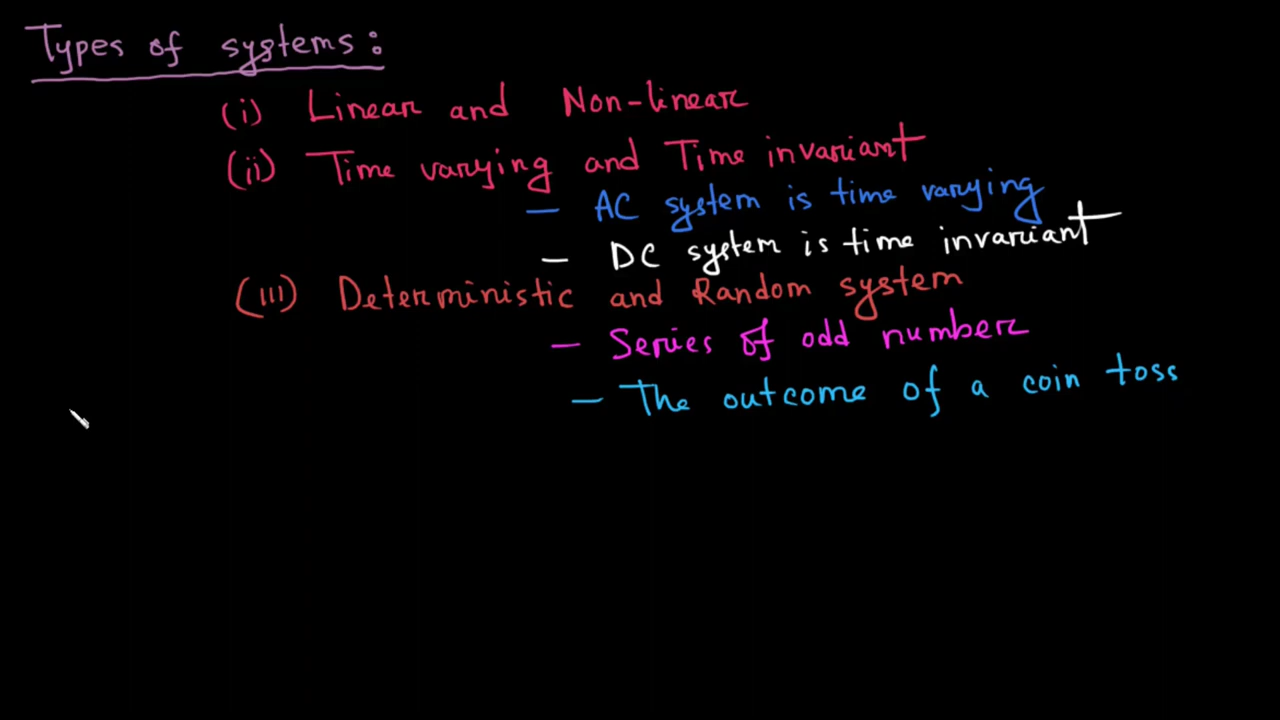 Types of systems:
(i) Linear and Non-linear
(ii) Time varying and Time invariant
— AC system is time varying
— DC system is time invariant
(III) Deterministic and Random system
— Series of odd number
— The outcome of a coin toss